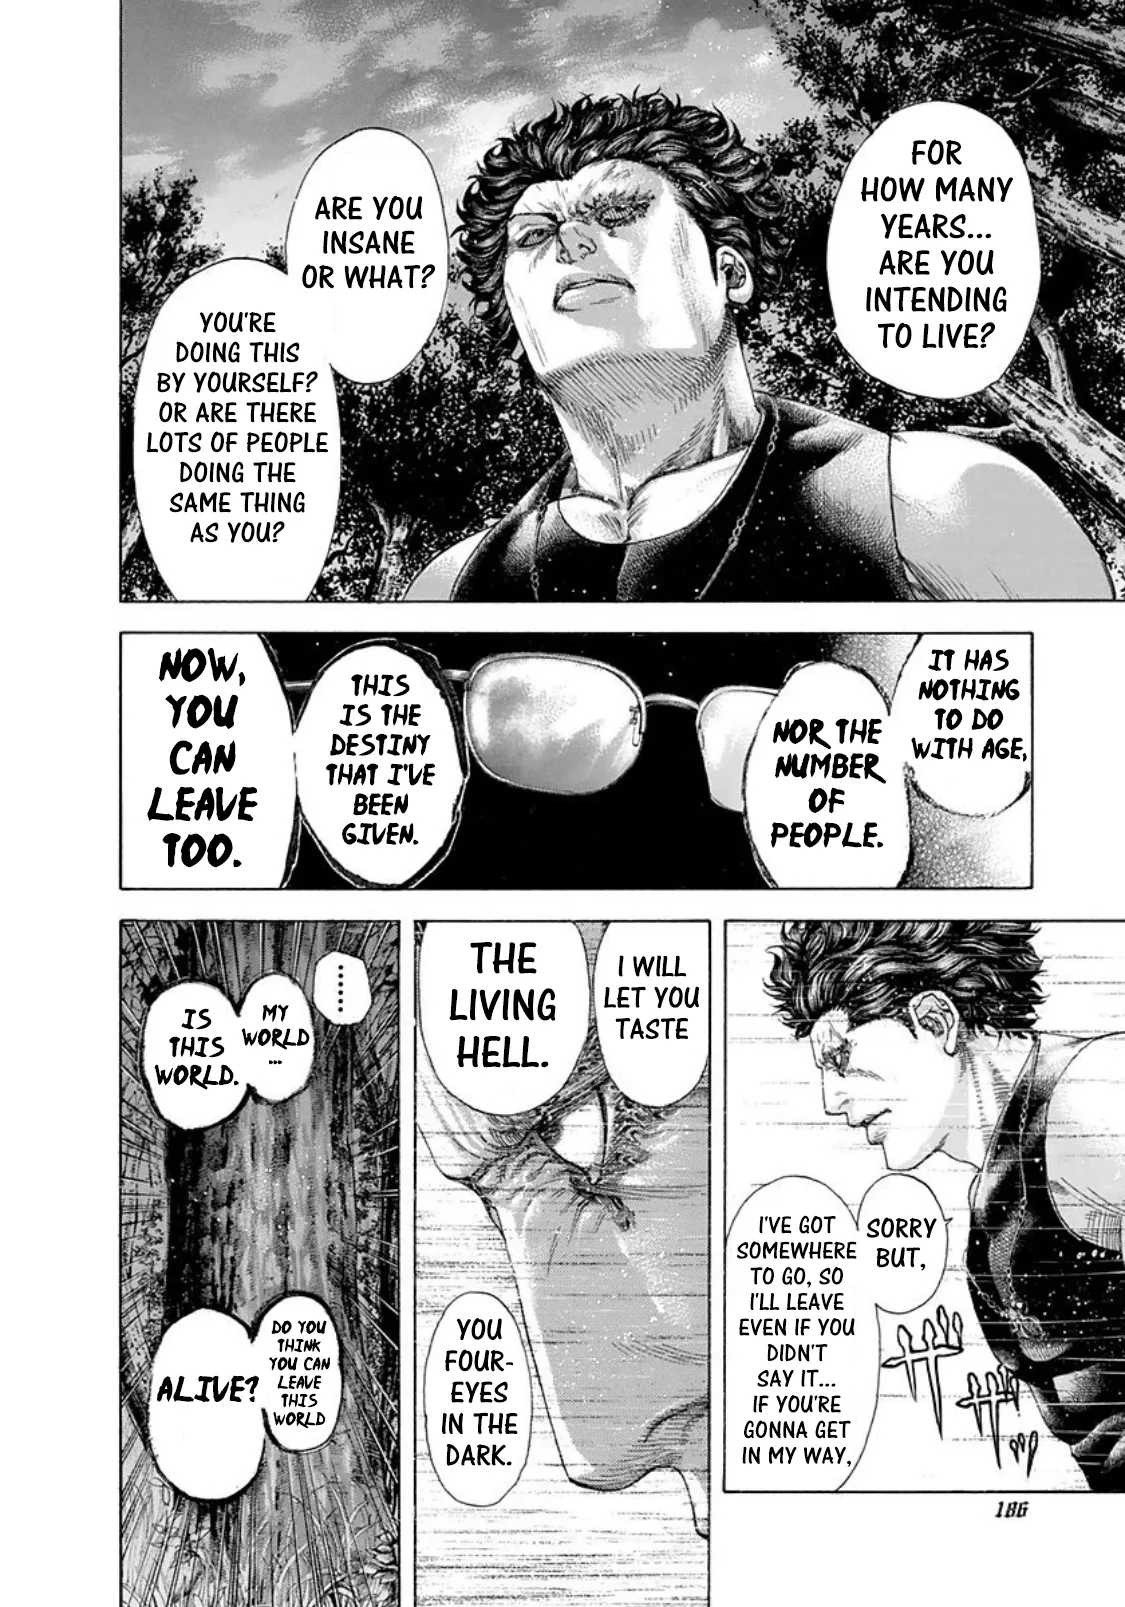 FOR
HOW MANY
YEARS...
ARE YOU
INTENDING
TO LIVE?
ARE YOU
INSANE
OR WHAT?
YOU'RE
DOING THIS
BY YOURSELF?
OR ARE THERE
LOTS OF PEOPLE
DOING THE
SAME THING
AS YOU?
IT HAS
NOTHING
TO DO
WITH AGE,
NOR THE
NUMBER
OF
PEOPLE.
THIS
IS THE
DESTINY
THAT I'VE
BEEN
GIVEN.
NOW,
YOU
CAN
LEAVE
TOO.
SORRY
BUT,
I'VE GOT
SOMEWHERE
TO GO, SO
I'LL LEAVE
EVEN IF YOU
DIDN'T
SAY IT...
IF YOU'RE
GONNA GET
IN MY WAY,
ザザ
I WILL
LET YOU
TASTE
THE
LIVING
HELL.
YOU
FOUR-
EYES
IN THE
DARK.
......
MY
WORLD
...
IS
THIS
WORLD.
DO YOU
THINK
YOU CAN
LEAVE
THIS
WORLD
ALIVE?
186